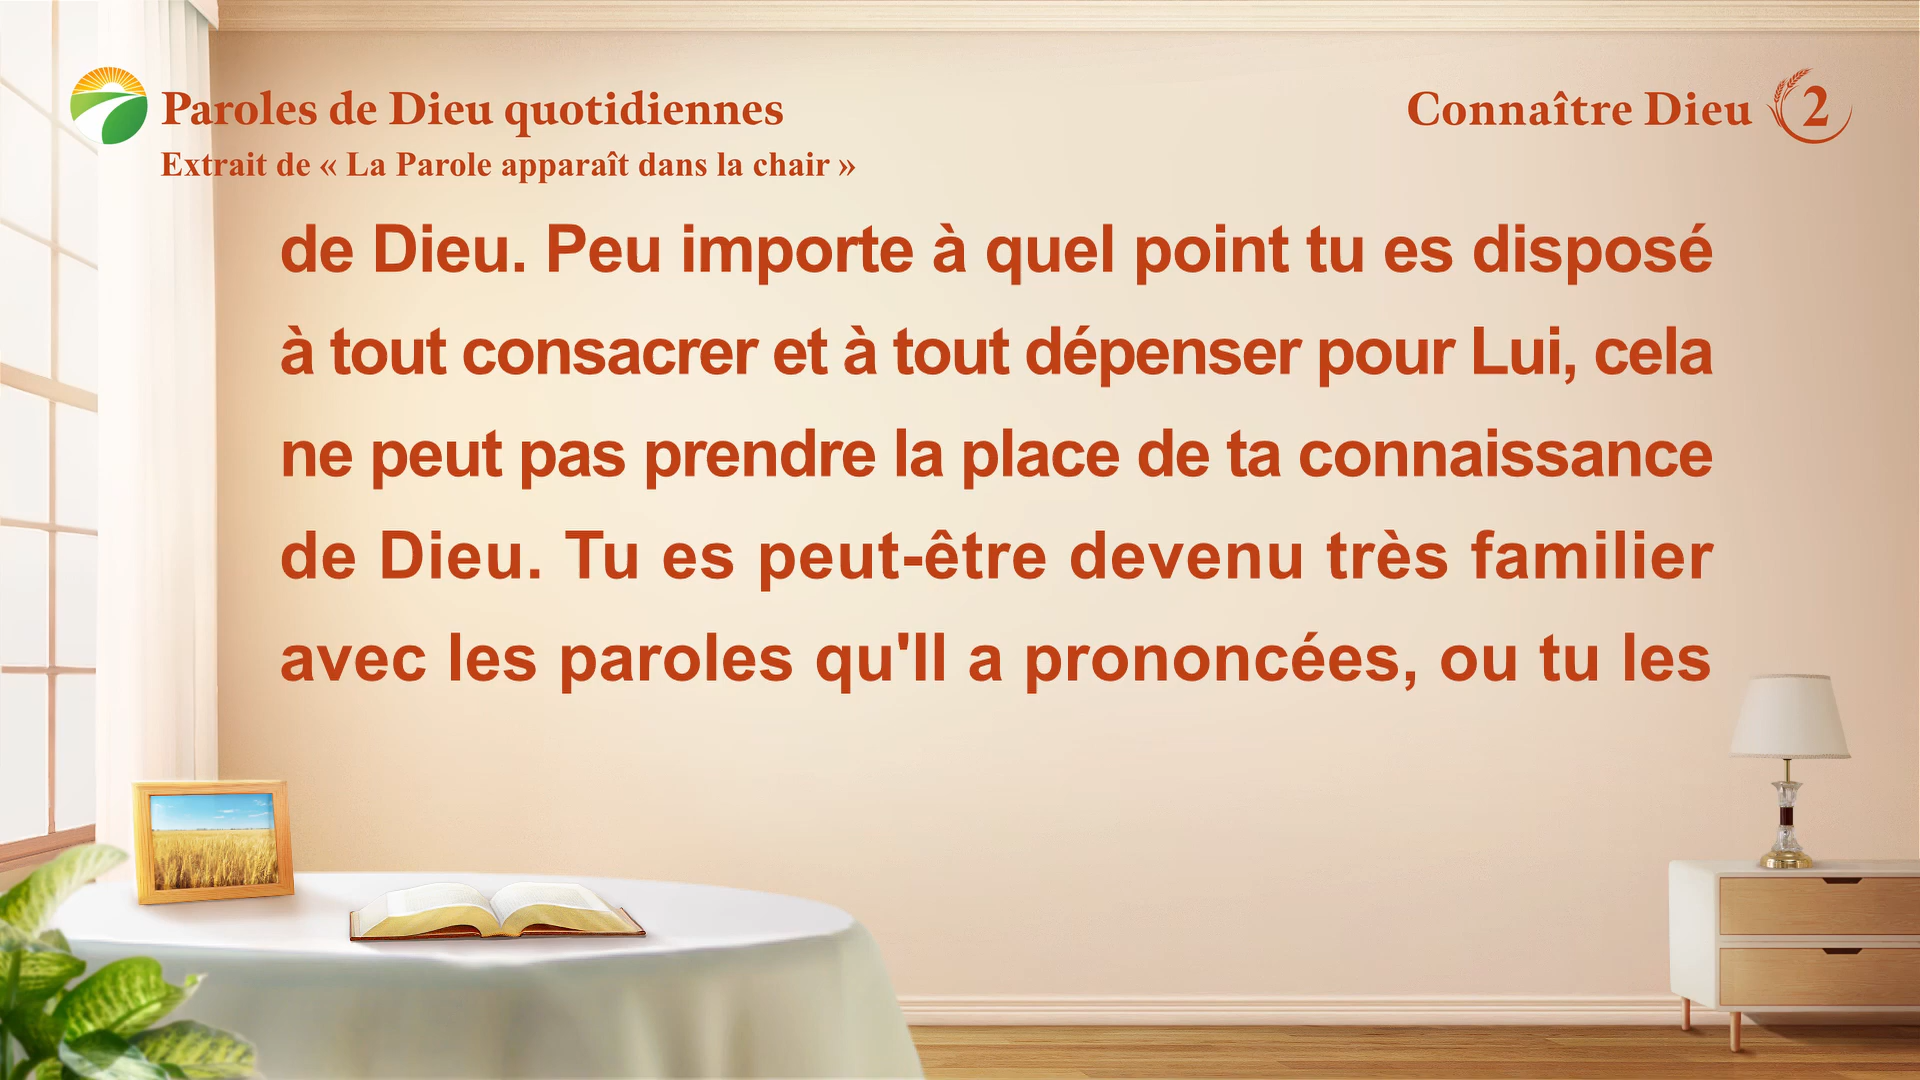 Paroles de Dieu quotidiennes
Extrait de « La Parole apparaît dans la chair »
Connaître Dieu 2
de Dieu. Peu importe à quel point tu es disposé
à tout consacrer et à tout dépenser pour Lui, cela
ne peut pas prendre la place de ta connaissance
de Dieu. Tu es peut-être devenu très familier
avec les paroles qu'Il a prononcées, ou tu les